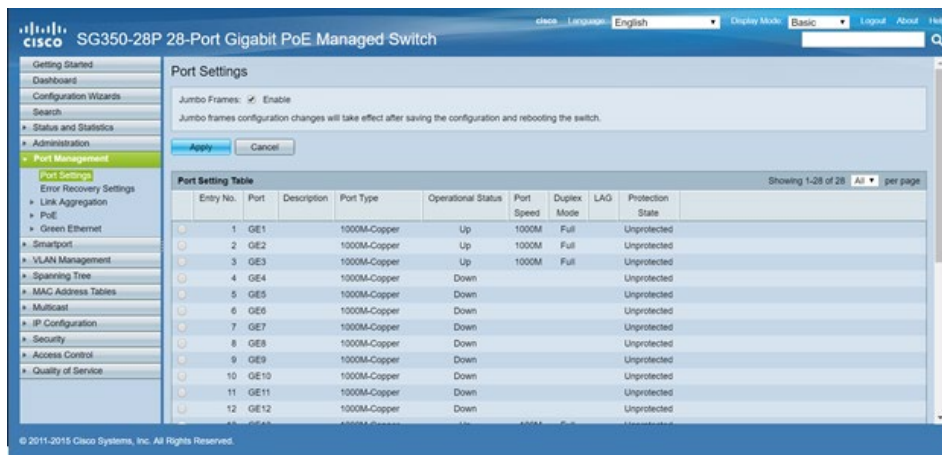 cisco Language: English Display Mode: Basic Logout About
cisco SG350-28P 28-Port Gigabit PoE Managed Switch
Getting Started
Dashboard
Configuration Wizards
Search
Status and Statistics
Administration
Port Management
Port Settings
Error Recovery Settings
Link Aggregation
PoE
Green Ethernet
Smartport
VLAN Management
Spanning Tree
MAC Address Tables
Multicast
IP Configuration
Security
Access Control
Quality of Service
Port Settings
Jumbo Frames: Enable
Jumbo frames configuration changes will take effect after saving the configuration and rebooting the switch.
Apply Cancel
Port Setting Table Showing 1-28 of 28 All per page
Entry No. Port Description Port Type Operational Status Port Speed Duplex Mode LAG Protection State
1 GE1 1000M-Copper Up 1000M Full Unprotected
2 GE2 1000M-Copper Up 1000M Full Unprotected
3 GE3 1000M-Copper Up 1000M Full Unprotected
4 GE4 1000M-Copper Down Unprotected
5 GE5 1000M-Copper Down Unprotected
6 GE6 1000M-Copper Down Unprotected
7 GE7 1000M-Copper Down Unprotected
8 GE8 1000M-Copper Down Unprotected
9 GE9 1000M-Copper Down Unprotected
10 GE10 1000M-Copper Down Unprotected
11 GE11 1000M-Copper Down Unprotected
12 GE12 1000M-Copper Down Unprotected
© 2011-2015 Cisco Systems, Inc. All Rights Reserved.